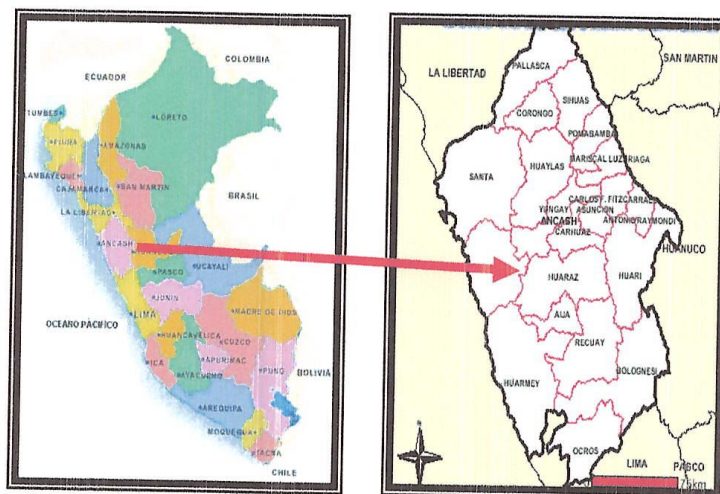 COLOMBIA
ECUADOR
TUMBES
LORETO
PIURA
AMAZONAS
LAMBAYEQUE
CAJAMARCA
SAN MARTIN
BRASIL
LA LIBERTAD
ANCASH
PASCO
UCAYALI
JUNIN
LIMA
MADRE DE DIOS
OCEANO PACÍFICO
HUANCAVELICA
CUZCO
ICA
APURIMAC
PUNO
BOLIVIA
AYACUCHO
AREQUIPA
MOQUEGUA
TACNA
CHILE
LA LIBERTAD
PALLASCA
SAN MARTIN
SIHUAS
CORONGO
POMABAMBA
MARISCAL LUZURIAGA
SANTA
HUAYLAS
CARLOS F. FITZCARRALD
YUNGAY
ASUNCION
ANCASH
ANTONIO RAYMONDI
CARHUAZ
HUANUCO
HUARAZ
HUARI
AIJA
RECUAY
HUARMEY
BOLOGNESI
OCROS
LIMA
PASCO
75km